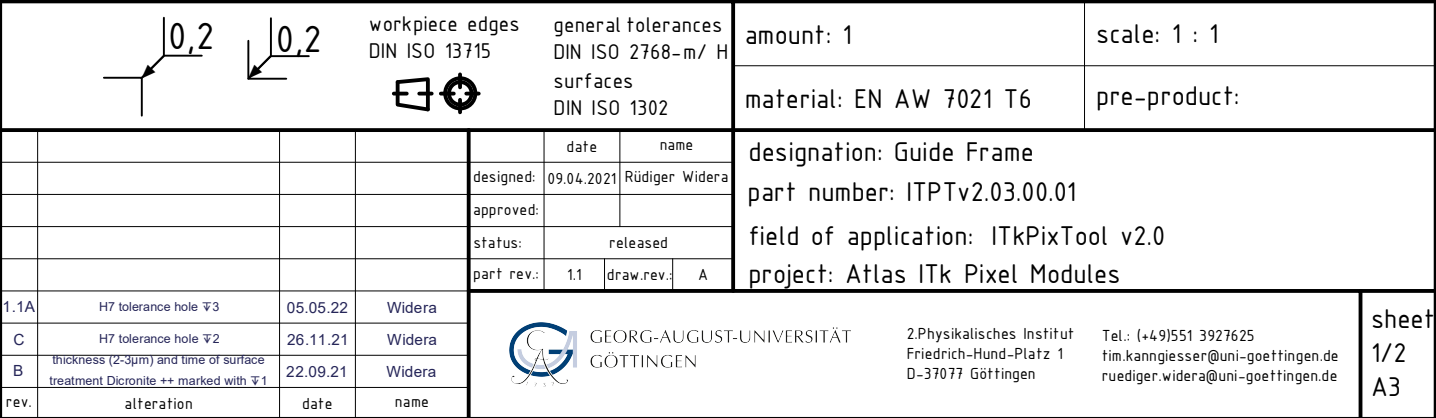 0,2
0,2
workpiece edges
DIN ISO 13715
general tolerances
DIN ISO 2768-m/ H
surfaces
DIN ISO 1302
amount: 1
scale: 1 : 1
material: EN AW 7021 T6
pre-product:
date name
designed: 09.04.2021 Rüdiger Widera
approved:
status: released
part rev.: 1.1 draw.rev.: A
designation: Guide Frame
part number: ITPTv2.03.00.01
field of application: ITkPixTool v2.0
project: Atlas ITk Pixel Modules
1.1A H7 tolerance hole ∇3 05.05.22 Widera
C H7 tolerance hole ∇2 26.11.21 Widera
B thickness (2-3µm) and time of surface
treatment Dicronite ++ marked with ∇1 22.09.21 Widera
rev. alteration date name
GEORG-AUGUST-UNIVERSITÄT
GÖTTINGEN
2.Physikalisches Institut
Friedrich-Hund-Platz 1
D-37077 Göttingen
Tel.: (+49)551 3927625
tim.kanngiesser@uni-goettingen.de
ruediger.widera@uni-goettingen.de
sheet
1/2
A3